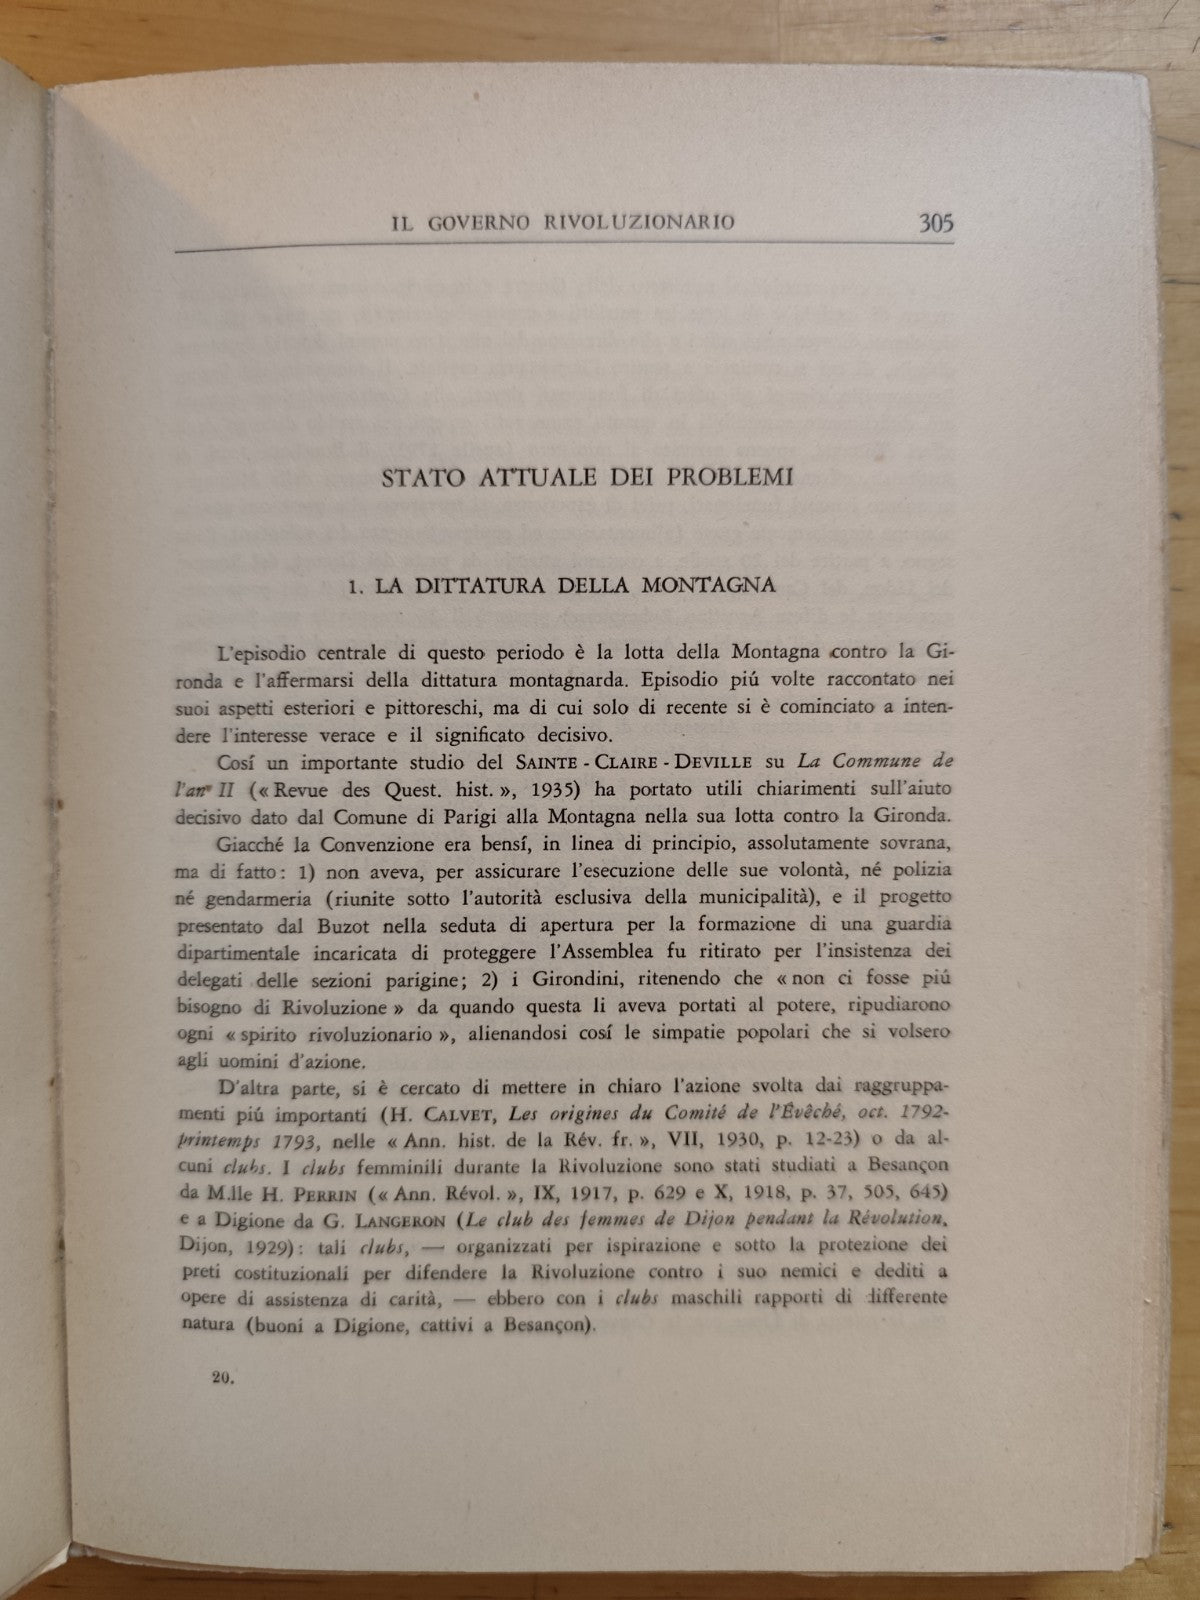 IL GOVERNO RIVOLUZIONARIO 305
STATO ATTUALE DEI PROBLEMI
1. LA DITTATURA DELLA MONTAGNA
L'episodio centrale di questo periodo è la lotta della Montagna contro la Gi-
ronda e l'affermarsi della dittatura montagnarda. Episodio piú volte raccontato nei
suoi aspetti esteriori e pittoreschi, ma di cui solo di recente si è cominciato a inten-
dere l'interesse verace e il significato decisivo.
Cosí un importante studio del SAINTE-CLAIRE-DEVILLE su La Commune de
l'an II (« Revue des Quest. hist. », 1935) ha portato utili chiarimenti sull'aiuto
decisivo dato dal Comune di Parigi alla Montagna nella sua lotta contro la Gironda.
Giacché la Convenzione era bensí, in linea di principio, assolutamente sovrana,
ma di fatto: 1) non aveva, per assicurare l'esecuzione delle sue volontà, né polizia
né gendarmeria (riunite sotto l'autorità esclusiva della municipalità), e il progetto
presentato dal Buzot nella seduta di apertura per la formazione di una guardia
dipartimentale incaricata di proteggere l'Assemblea fu ritirato per l'insistenza dei
delegati delle sezioni parigine; 2) i Girondini, ritenendo che « non ci fosse piú
bisogno di Rivoluzione » da quando questa li aveva portati al potere, ripudiarono
ogni « spirito rivoluzionario », alienandosi cosí le simpatie popolari che si volsero
agli uomini d'azione.
D'altra parte, si è cercato di mettere in chiaro l'azione svolta dai raggruppa-
menti piú importanti (H. CALVET, Les origines du Comité de l'Évêché, oct. 1792-
printemps 1793, nelle « Ann. hist. de la Rév. fr. », VII, 1930, p. 12-23) o da al-
cuni clubs. I clubs femminili durante la Rivoluzione sono stati studiati a Besançon
da M.lle H. PERRIN (« Ann. Révol. », IX, 1917, p. 629 e X, 1918, p. 37, 505, 645)
e a Digione da G. LANGERON (Le club des femmes de Dijon pendant la Révolution,
Dijon, 1929): tali clubs, — organizzati per ispirazione e sotto la protezione dei
preti costituzionali per difendere la Rivoluzione contro i suo nemici e dediti a
opere di assistenza di carità, — ebbero con i clubs maschili rapporti di differente
natura (buoni a Digione, cattivi a Besançon).
20.